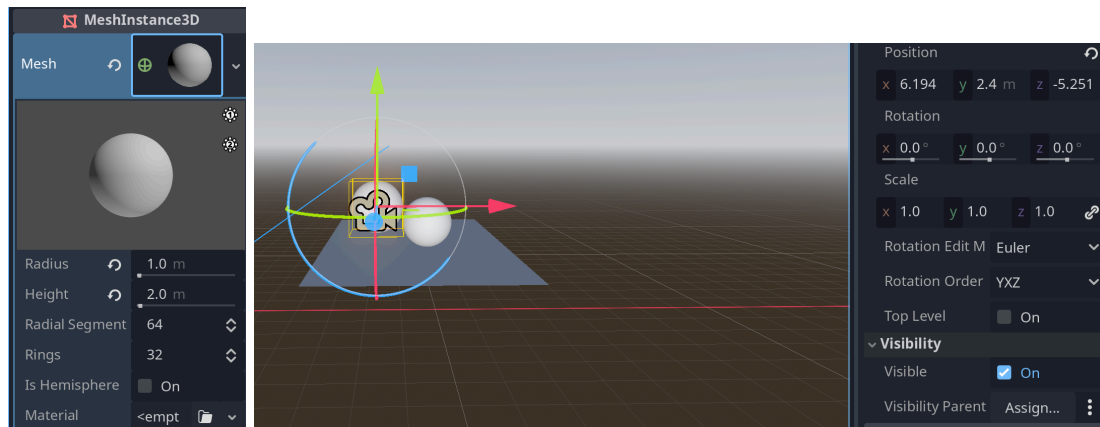 MeshInstance3D
Mesh
Radius 1.0 m
Height 2.0 m
Radial Segment 64
Rings 32
Is Hemisphere On
Material <empt
Position
x 6.194 y 2.4 m z -5.251
Rotation
x 0.0° y 0.0° z 0.0°
Scale
x 1.0 y 1.0 z 1.0
Rotation Edit M Euler
Rotation Order YXZ
Top Level On
Visibility
Visible On
Visibility Parent Assign...